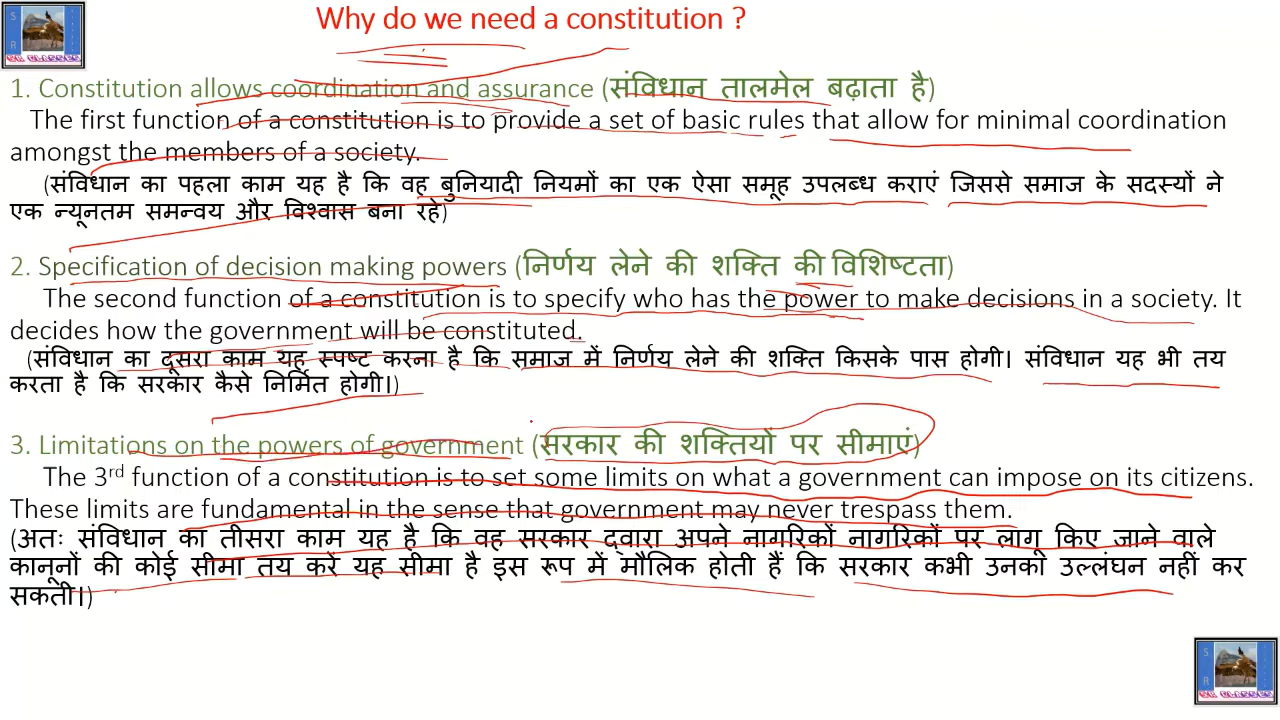 Why do we need a constitution ?
1. Constitution allows coordination and assurance (संविधान तालमेल बढ़ाता है)
The first function of a constitution is to provide a set of basic rules that allow for minimal coordination
amongst the members of a society.
(संविधान का पहला काम यह है कि वह बुनियादी नियमों का एक ऐसा समूह उपलब्ध कराएं जिससे समाज के सदस्यों ने
एक न्यूनतम समन्वय और विश्वास बना रहे)
2. Specification of decision making powers (निर्णय लेने की शक्ति की विशिष्टता)
The second function of a constitution is to specify who has the power to make decisions in a society. It
decides how the government will be constituted.
(संविधान का दूसरा काम यह स्पष्ट करना है कि समाज में निर्णय लेने की शक्ति किसके पास होगी। संविधान यह भी तय
करता है कि सरकार कैसे निर्मित होगी।)
3. Limitations on the powers of government (सरकार की शक्तियों पर सीमाएं)
The 3rd function of a constitution is to set some limits on what a government can impose on its citizens.
These limits are fundamental in the sense that government may never trespass them.
(अतः संविधान का तीसरा काम यह है कि वह सरकार द्वारा अपने नागरिकों नागरिकों पर लागू किए जाने वाले
कानूनों की कोई सीमा तय करें यह सीमा है इस रूप में मौलिक होती हैं कि सरकार कभी उनका उल्लंघन नहीं कर
सकती।)
S
R